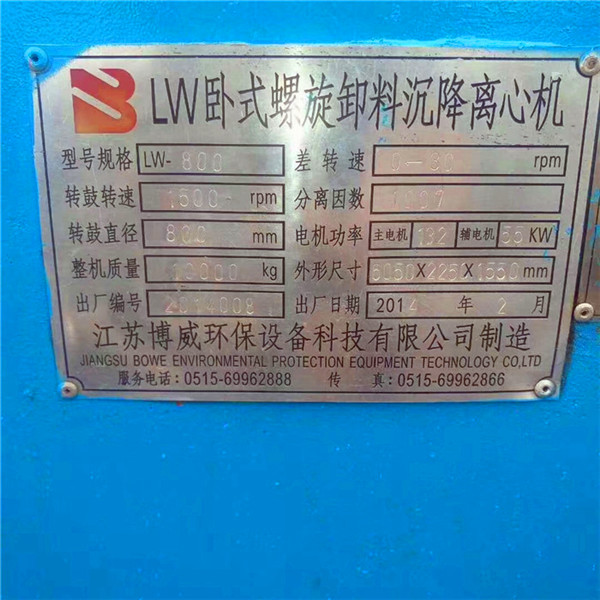 LW卧式螺旋卸料沉降离心机
型号规格 LW-800 差转速 0-30 rpm
转鼓转速 1500 rpm 分离因数 1007
转鼓直径 800 mm 电机功率 主电机 132 辅电机 55 KW
整机质量 kg 外形尺寸 6050X2250X1550mm
出厂编号 2014008 出厂日期 2014 年 2 月
江苏博威环保设备科技有限公司制造
JIANGSU BOWE ENVIRONMENTAL PROTECTION EQUIPMENT TECHNOLOGY CO,LTD
服务电话:0515-69962888 传 真:0515-69962866